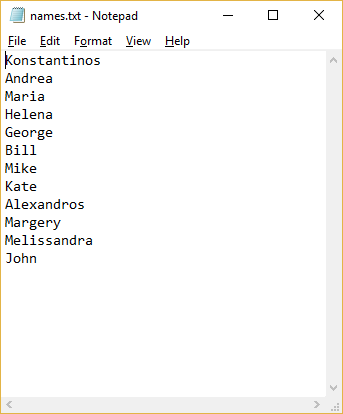 names.txt - Notepad
File Edit Format View Help
Konstantinos
Andrea
Maria
Helena
George
Bill
Mike
Kate
Alexandros
Margery
Melissandra
John